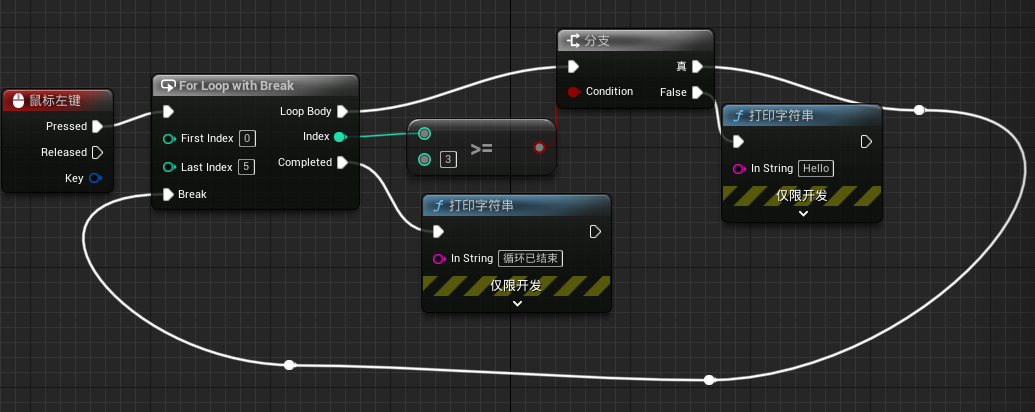 鼠标左键
Pressed
Released
Key
For Loop with Break
First Index 0
Last Index 5
Break
Loop Body
Index
Completed
3
>=
分支
Condition
真
False
打印字符串
In String 循环已结束
仅限开发
打印字符串
In String Hello
仅限开发